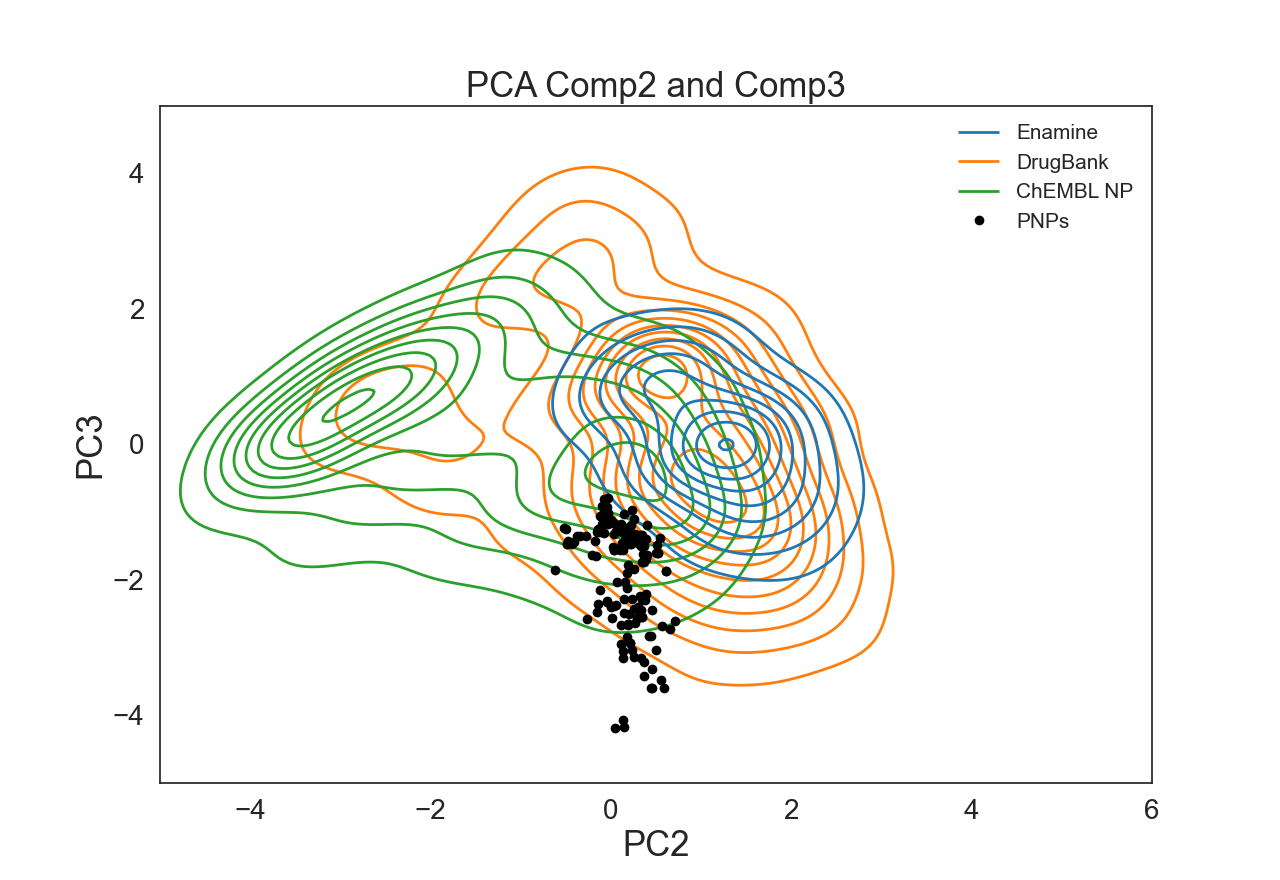 PCA Comp2 and Comp3
Enamine
DrugBank
ChEMBL NP
PNPs
4
2
0
−2
−4
PC3
−4 −2 0 2 4 6
PC2